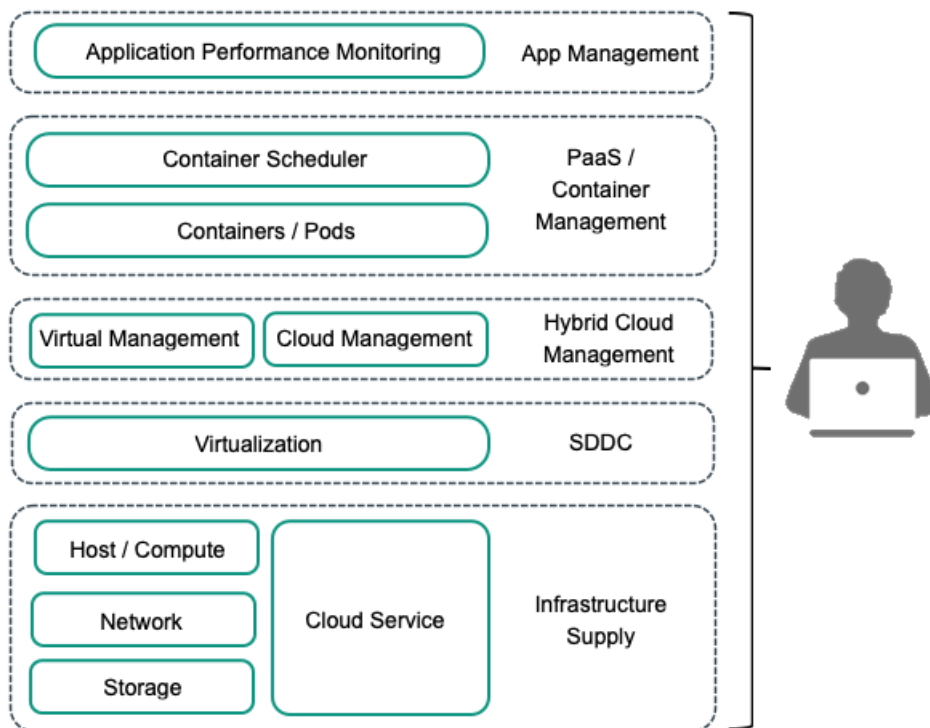 Application Performance Monitoring
App Management
Container Scheduler
Containers / Pods
PaaS /
Container
Management
Virtual Management
Cloud Management
Hybrid Cloud
Management
Virtualization
SDDC
Host / Compute
Network
Storage
Cloud Service
Infrastructure
Supply